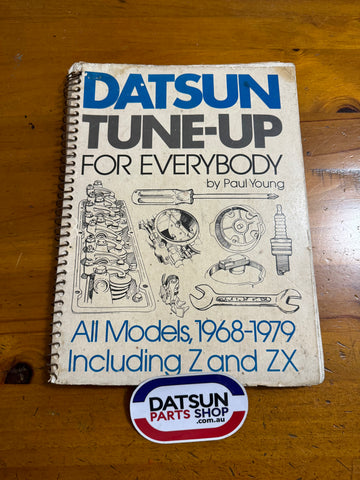 DATSUN
TUNE-UP
FOR EVERYBODY
by Paul Young
All Models, 1968-1979
Including Z and ZX
DATSUN
PARTS SHOP
.com.au